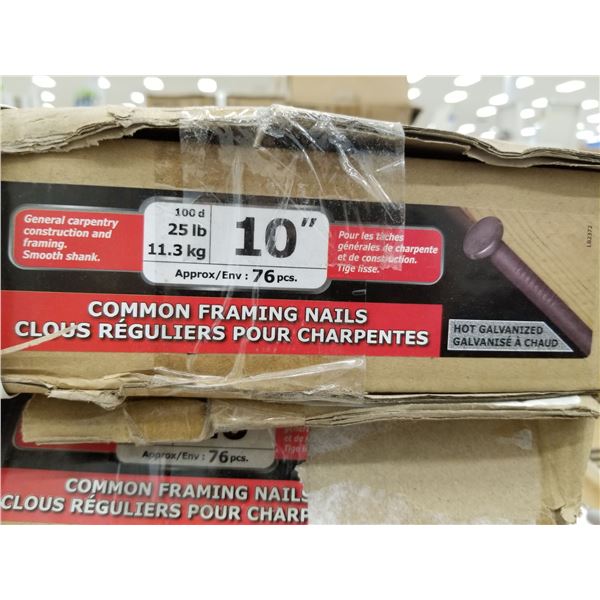 General carpentry
construction and
framing.
Smooth shank.
100 d
25 lb
11.3 kg
10"
Approx/Env : 76 pcs.
Pour les tâches
générales de charpente
et de construction.
Tige lisse.
COMMON FRAMING NAILS
CLOUS RÉGULIERS POUR CHARPENTES
HOT GALVANIZED
GALVANISÉ À CHAUD
LB2372
Approx/Env : 76 pcs.
COMMON FRAMING NAILS
CLOUS RÉGULIERS POUR CHARP